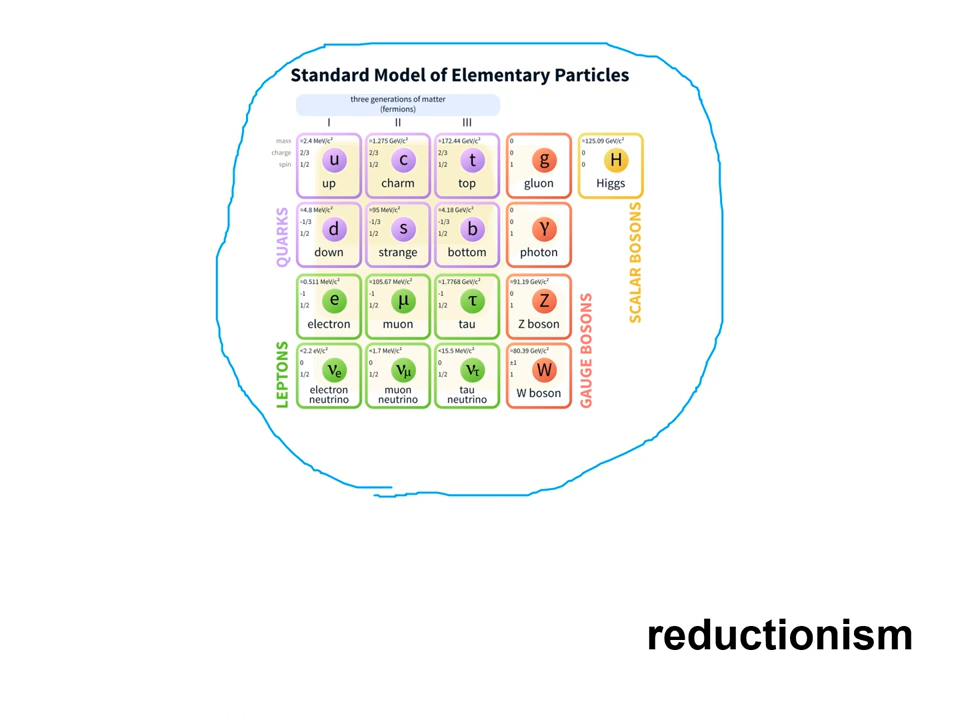 Standard Model of Elementary Particles
three generations of matter
(fermions)
I II III
mass ≈2.4 MeV/c² ≈1.275 GeV/c² ≈172.44 GeV/c² 0 ≈125.09 GeV/c²
charge 2/3 2/3 2/3 0 0
spin 1/2 1/2 1/2 1 0
u c t g H
up charm top gluon Higgs
QUARKS
≈4.8 MeV/c² ≈95 MeV/c² ≈4.18 GeV/c² 0
-1/3 -1/3 -1/3 0
1/2 1/2 1/2 1
d s b γ
down strange bottom photon
SCALAR BOSONS
≈0.511 MeV/c² ≈105.67 MeV/c² ≈1.7768 GeV/c² ≈91.19 GeV/c²
-1 -1 -1 0
1/2 1/2 1/2 1
e μ τ Z
electron muon tau Z boson
LEPTONS
GAUGE BOSONS
<2.2 eV/c² <1.7 MeV/c² <15.5 MeV/c² ≈80.39 GeV/c²
0 0 0 ±1
1/2 1/2 1/2 1
νe νμ ντ W
electron muon tau W boson
neutrino neutrino neutrino
reductionism